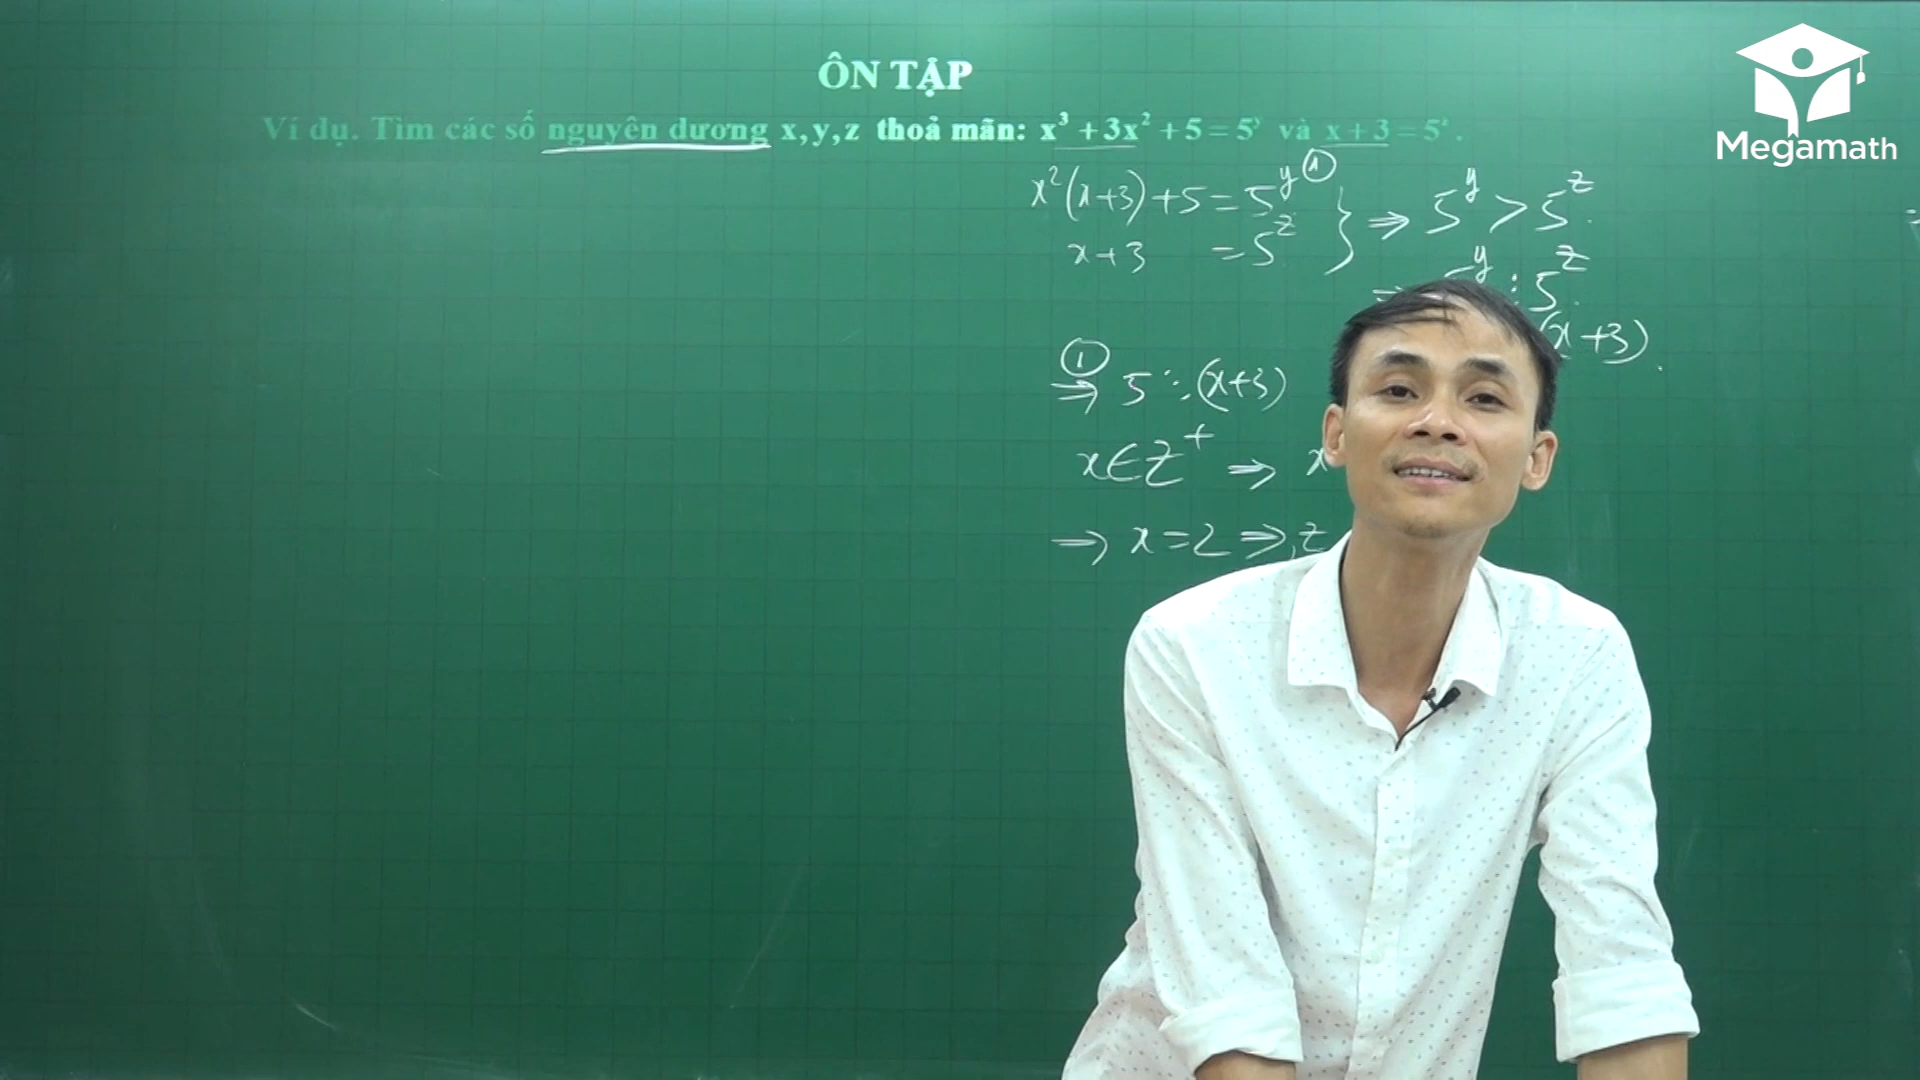 Megamath
ÔN TẬP
Ví dụ. Tìm các số nguyên dương x, y, z thoả mãn: x³ + 3x² + 5 = 5ʸ và x + 3 = 5ᶻ.
x²(x+3) + 5 = 5ʸ ① } ⇒ 5ʸ > 5ᶻ.
x+3 = 5ᶻ
⇒ ʸ ⋮ 5ᶻ.
(x+3).
① ⇒ 5 ⋮ (x+3)
x ∈ Z⁺ ⇒ x
⇒ x = 2 ⇒ z